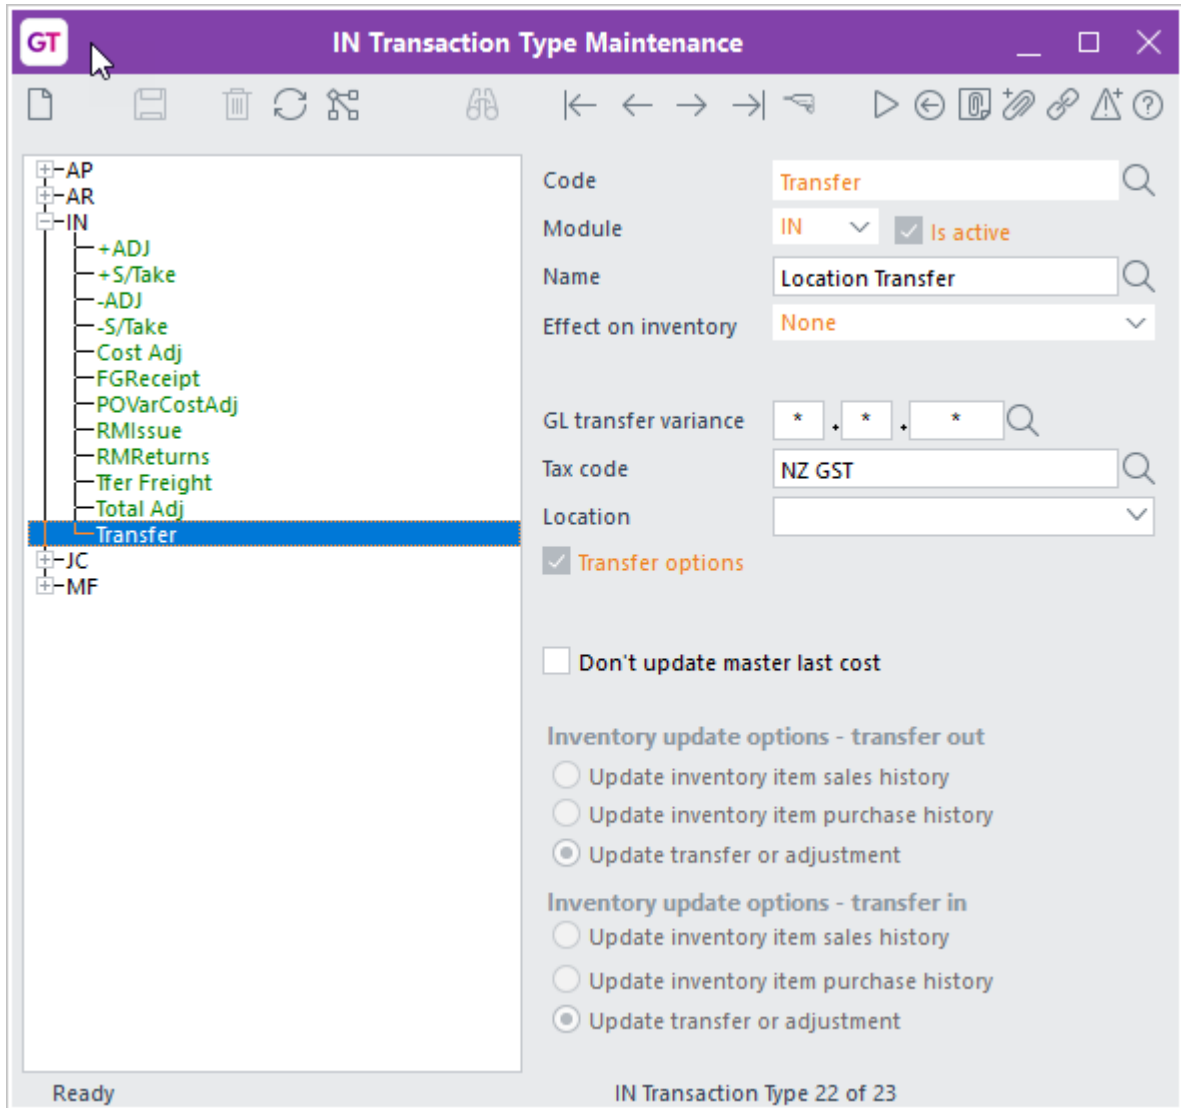 GT
IN Transaction Type Maintenance
AP
AR
IN
+ADJ
+S/Take
-ADJ
-S/Take
Cost Adj
FGReceipt
POVarCostAdj
RMIssue
RMReturns
Tfer Freight
Total Adj
Transfer
JC
MF
Code Transfer
Module IN Is active
Name Location Transfer
Effect on inventory None
GL transfer variance * . * . *
Tax code NZ GST
Location
Transfer options
Don't update master last cost
Inventory update options - transfer out
Update inventory item sales history
Update inventory item purchase history
Update transfer or adjustment
Inventory update options - transfer in
Update inventory item sales history
Update inventory item purchase history
Update transfer or adjustment
Ready IN Transaction Type 22 of 23